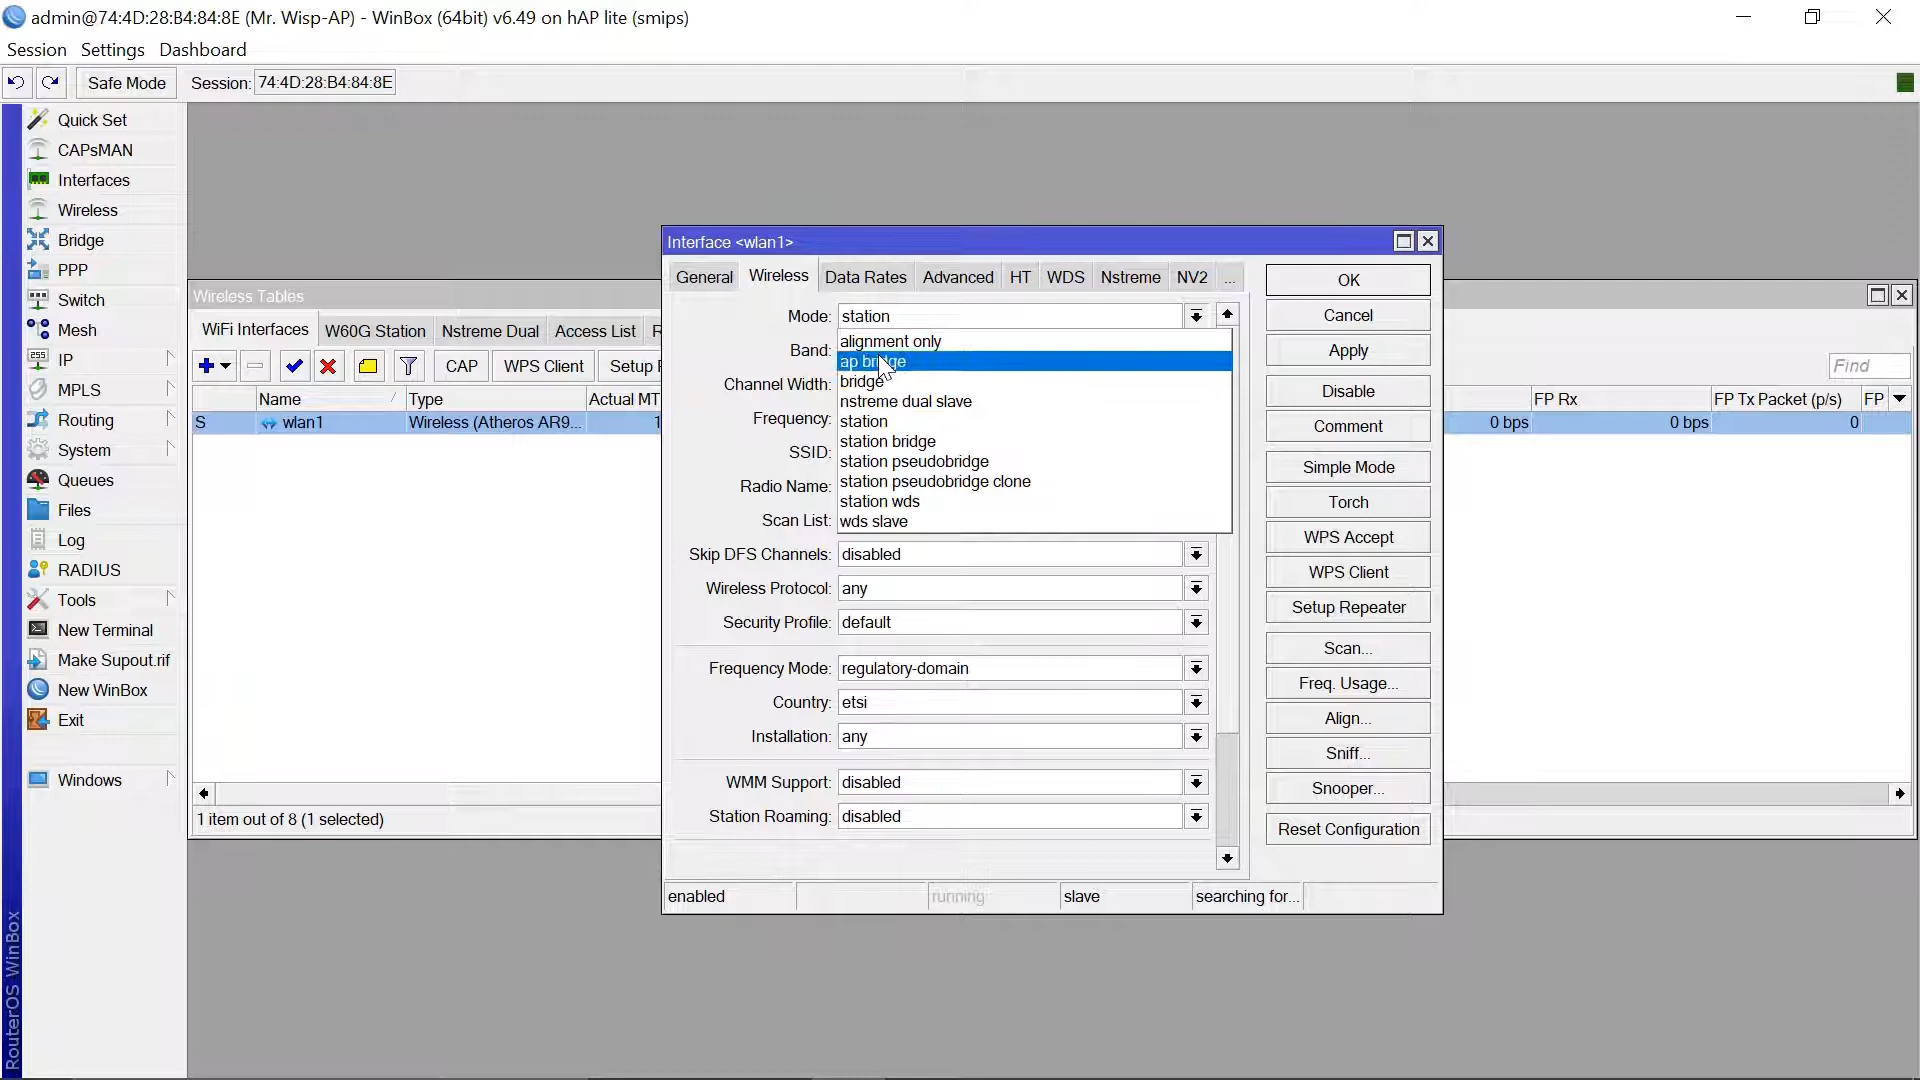 admin@74:4D:28:B4:84:8E (Mr. Wisp-AP) - WinBox (64bit) v6.49 on hAP lite (smips)
Session Settings Dashboard
Safe Mode Session: 74:4D:28:B4:84:8E
Quick Set
CAPsMAN
Interfaces
Wireless
Bridge
PPP
Switch
Mesh
IP
MPLS
Routing
System
Queues
Files
Log
RADIUS
Tools
New Terminal
Make Supout.rif
New WinBox
Exit
Windows
RouterOS WinBox
Wireless Tables
WiFi Interfaces W60G Station Nstreme Dual Access List R
CAP WPS Client Setup R
Find
Name / Type Actual MT FP Rx FP Tx Packet (p/s) FP
S wlan1 Wireless (Atheros AR9... 1 0 bps 0 bps 0
1 item out of 8 (1 selected)
Interface <wlan1>
General Wireless Data Rates Advanced HT WDS Nstreme NV2 ...
Mode: station
Band:
Channel Width:
Frequency:
SSID:
Radio Name:
Scan List:
alignment only
ap bridge
bridge
nstreme dual slave
station
station bridge
station pseudobridge
station pseudobridge clone
station wds
wds slave
Skip DFS Channels: disabled
Wireless Protocol: any
Security Profile: default
Frequency Mode: regulatory-domain
Country: etsi
Installation: any
WMM Support: disabled
Station Roaming: disabled
OK
Cancel
Apply
Disable
Comment
Simple Mode
Torch
WPS Accept
WPS Client
Setup Repeater
Scan...
Freq. Usage...
Align...
Sniff...
Snooper...
Reset Configuration
enabled running slave searching for...